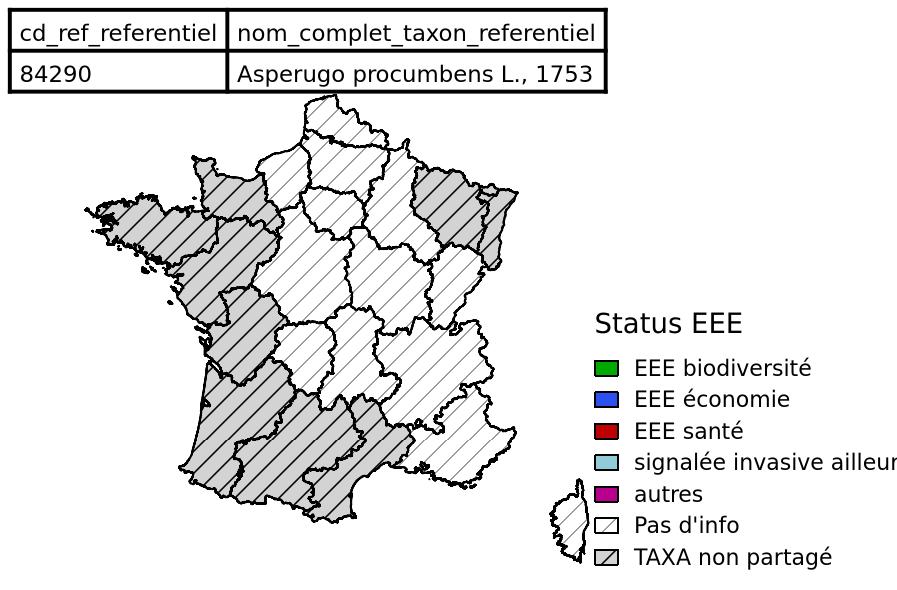 cd_ref_referentiel nom_complet_taxon_referentiel
84290 Asperugo procumbens L., 1753
Status EEE
EEE biodiversité
EEE économie
EEE santé
signalée invasive ailleur
autres
Pas d'info
TAXA non partagé